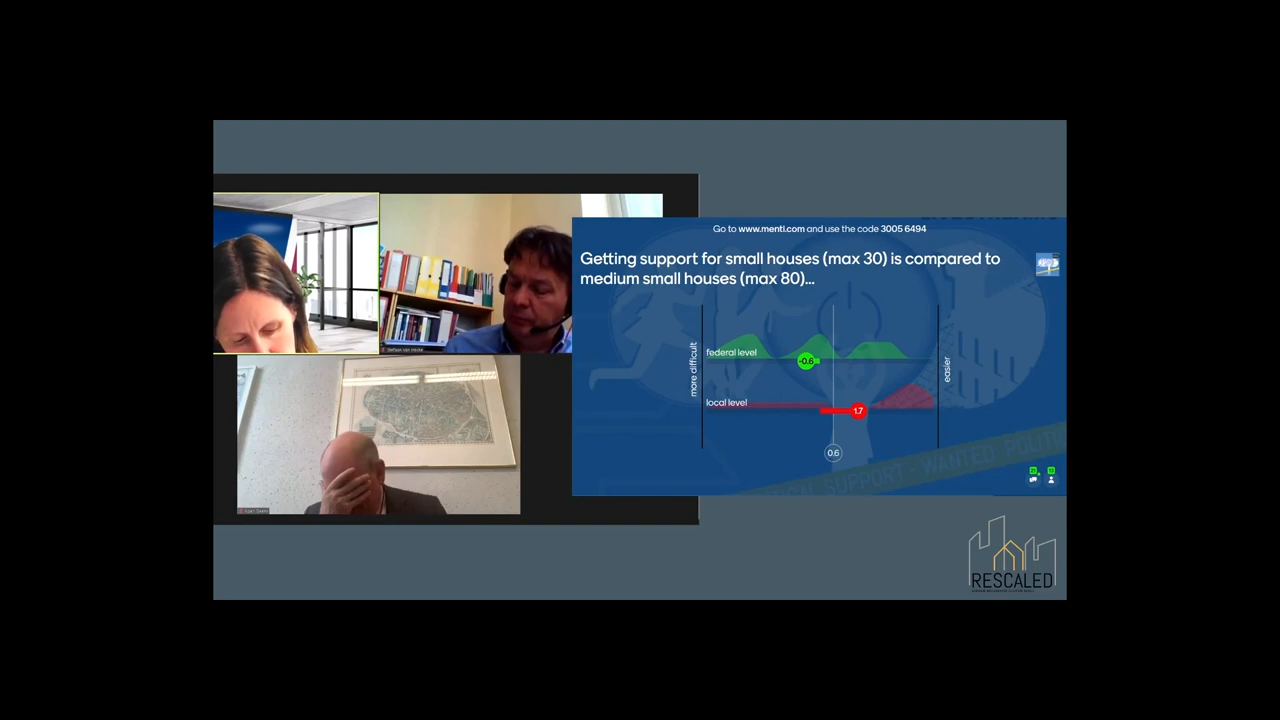 Go to www.menti.com and use the code 3005 6494
Getting support for small houses (max 30) is compared to
medium small houses (max 80)...
more difficult
federal level
-0.6
easier
local level
1.7
0.6
RESCALED